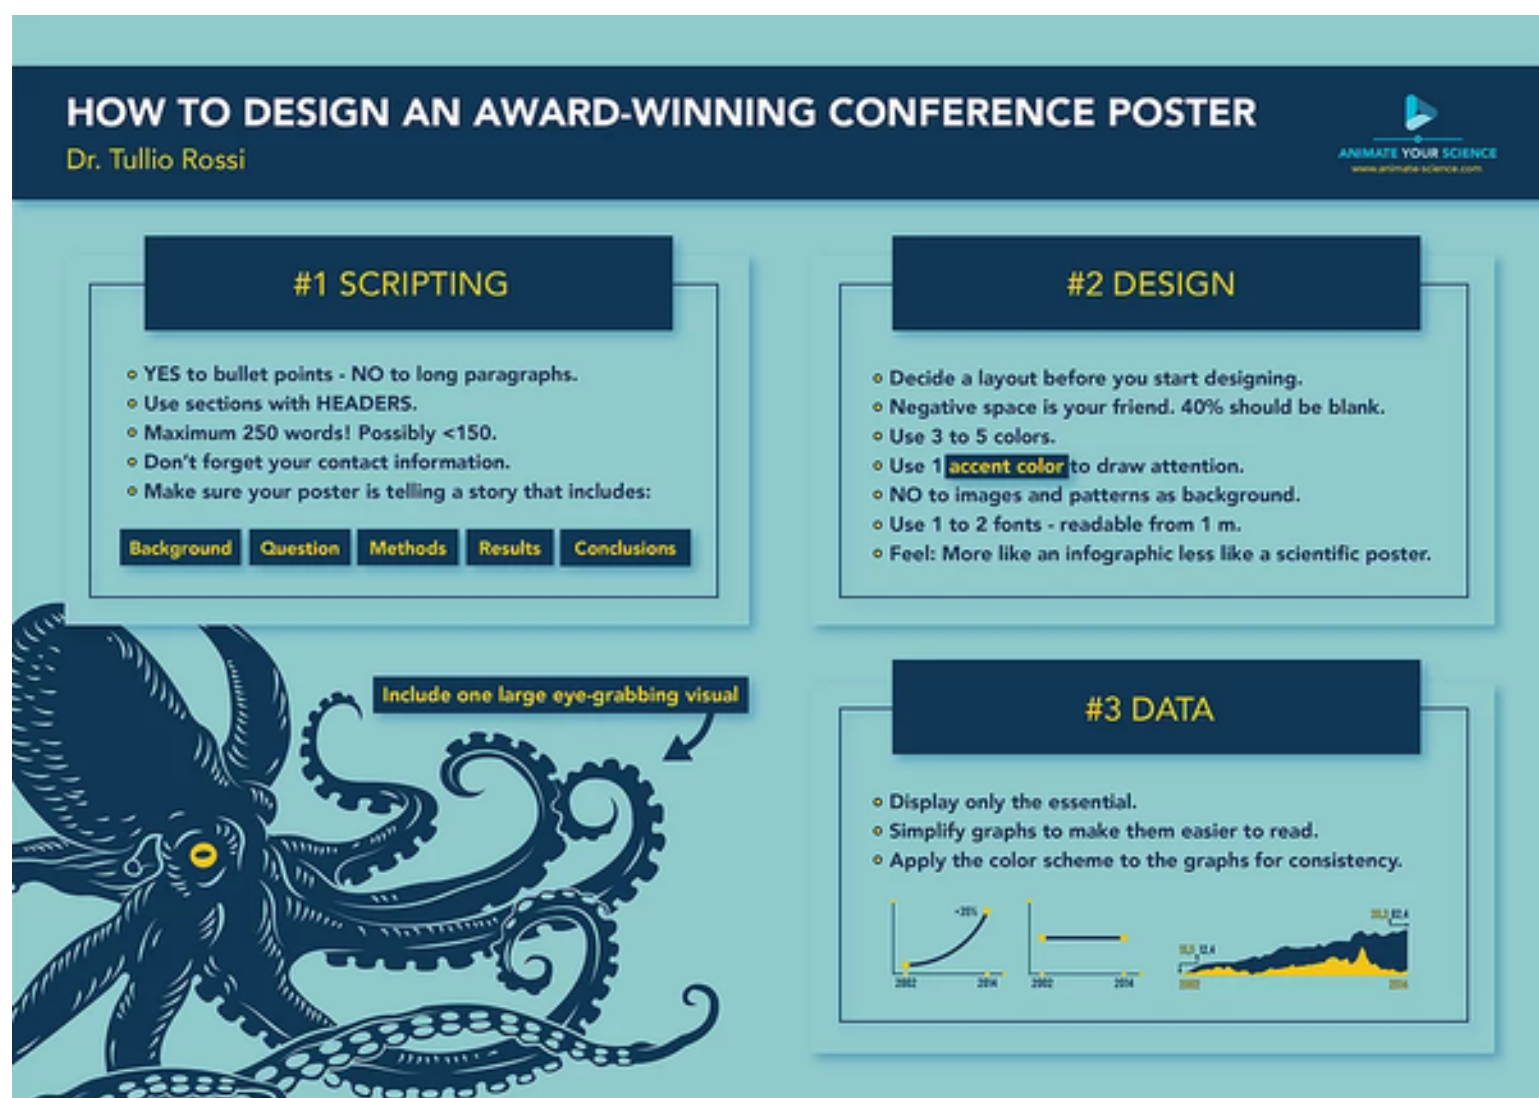 HOW TO DESIGN AN AWARD-WINNING CONFERENCE POSTER
Dr. Tullio Rossi
ANIMATE YOUR SCIENCE
www.animate-science.com
#1 SCRIPTING
YES to bullet points - NO to long paragraphs.
Use sections with HEADERS.
Maximum 250 words! Possibly <150.
Don't forget your contact information.
Make sure your poster is telling a story that includes:
Background Question Methods Results Conclusions
Include one large eye-grabbing visual
#2 DESIGN
Decide a layout before you start designing.
Negative space is your friend. 40% should be blank.
Use 3 to 5 colors.
Use 1 accent color to draw attention.
NO to images and patterns as background.
Use 1 to 2 fonts - readable from 1 m.
Feel: More like an infographic less like a scientific poster.
#3 DATA
Display only the essential.
Simplify graphs to make them easier to read.
Apply the color scheme to the graphs for consistency.
2002 2014 2002 2014 2002 2014